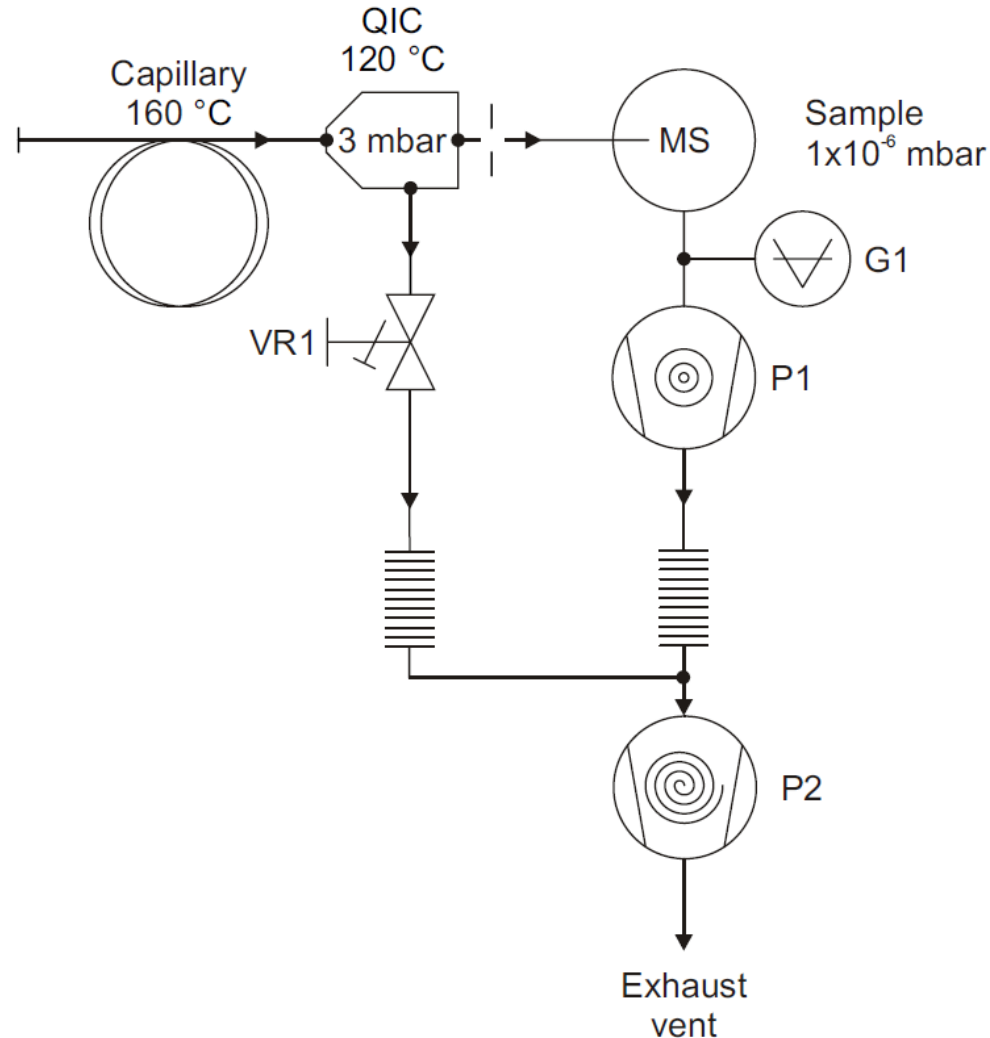 QIC
120 °C
Capillary
160 °C
3 mbar
MS
Sample
1x10⁻⁶ mbar
G1
VR1
P1
P2
Exhaust
vent